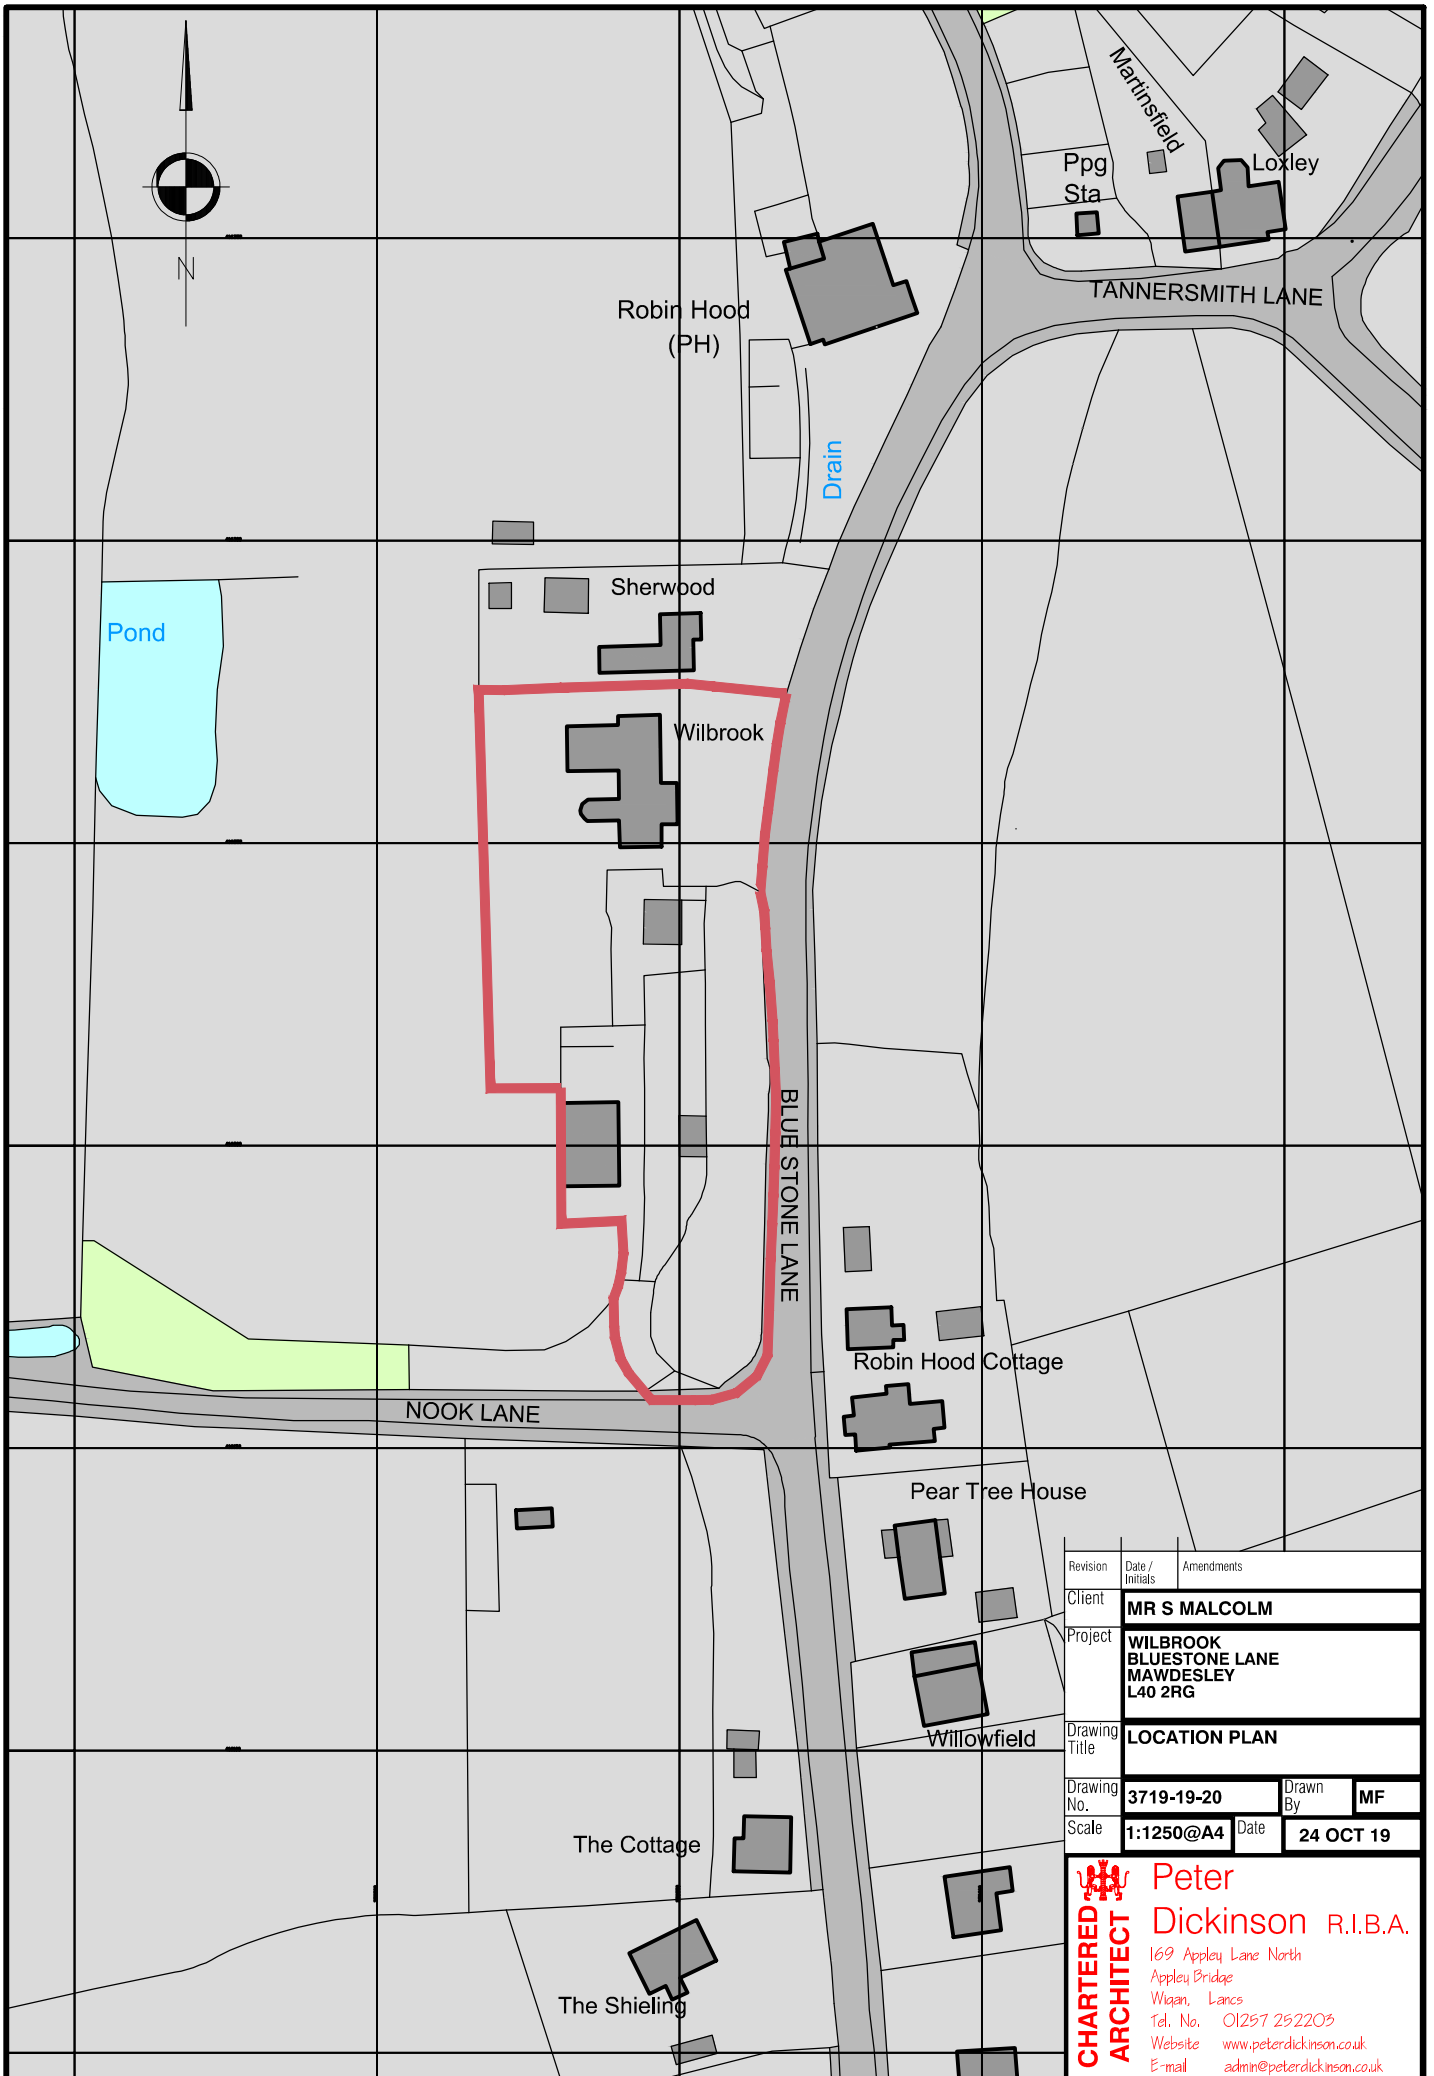 Martinsfield
Ppg
Sta
Loxley
N
TANNERSMITH LANE
Robin Hood
(PH)
Drain
Sherwood
Pond
Wilbrook
BLUE STONE LANE
Robin Hood Cottage
NOOK LANE
Pear Tree House
Willowfield
The Cottage
The Shieling
Revision Date / Initials Amendments
Client MR S MALCOLM
Project WILBROOK
BLUESTONE LANE
MAWDESLEY
L40 2RG
Drawing Title LOCATION PLAN
Drawing No. 3719-19-20 Drawn By MF
Scale 1:1250@A4 Date 24 OCT 19
CHARTERED
ARCHITECT
Peter
Dickinson R.I.B.A.
169 Appley Lane North
Appley Bridge
Wigan, Lancs
Tel. No. 01257 252203
Website www.peterdickinson.co.uk
E-mail admin@peterdickinson.co.uk